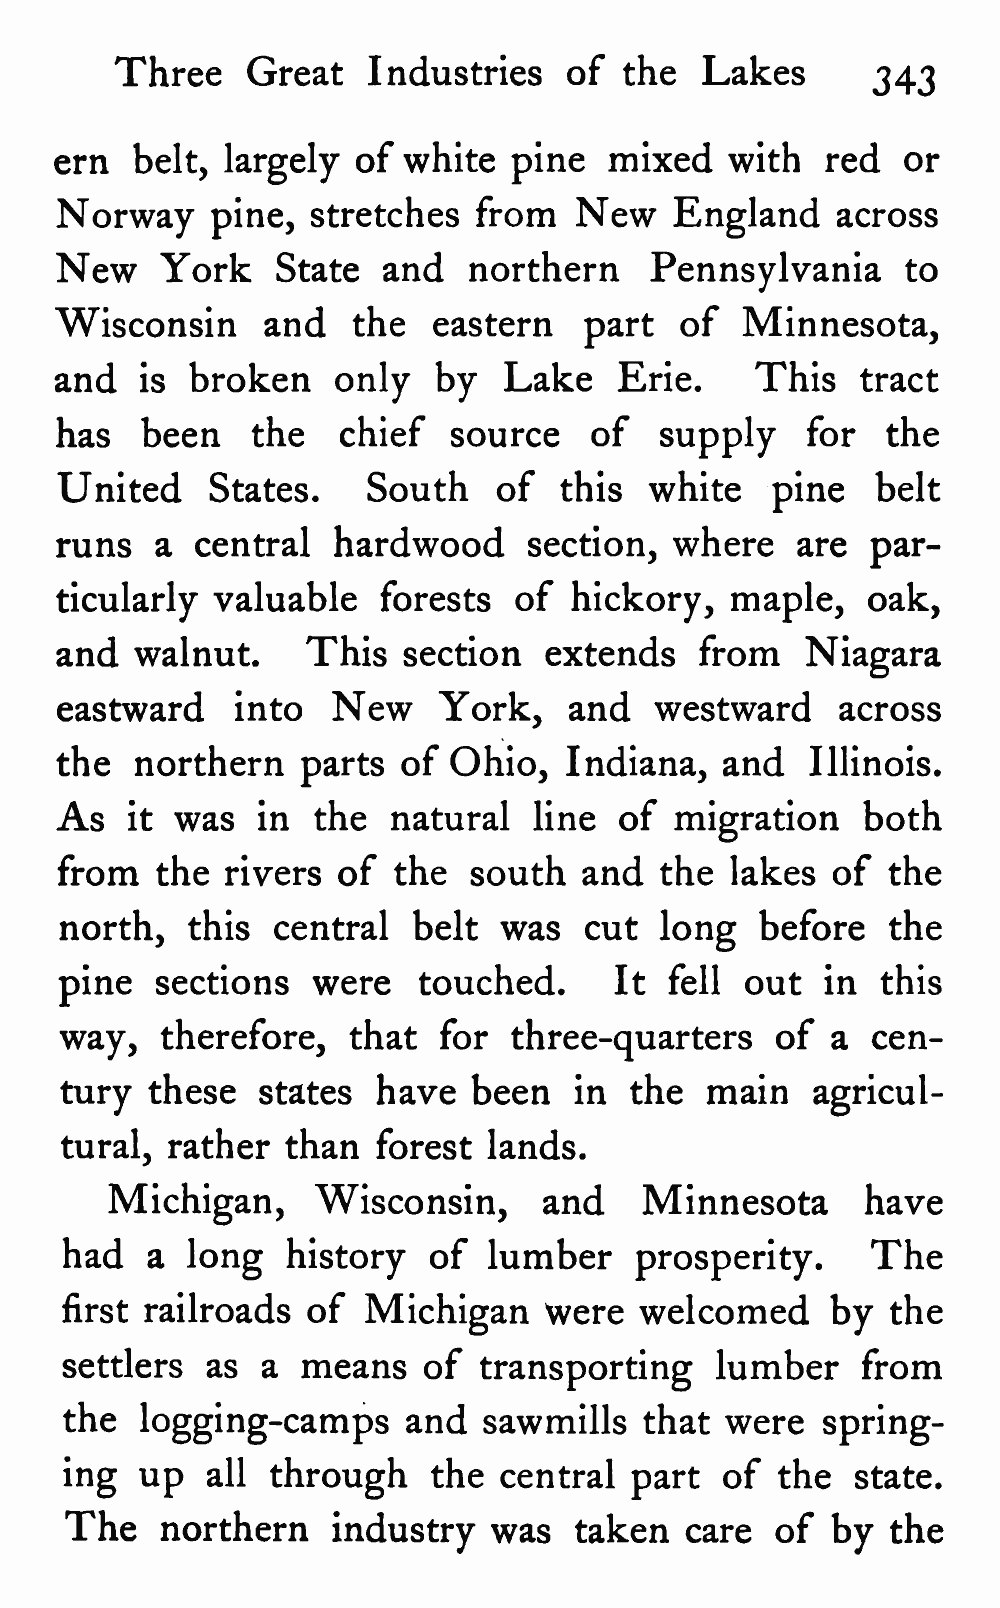 Three Great Industries of the Lakes 343
ern belt, largely of white pine mixed with red or
Norway pine, stretches from New England across
New York State and northern Pennsylvania to
Wisconsin and the eastern part of Minnesota,
and is broken only by Lake Erie. This tract
has been the chief source of supply for the
United States. South of this white pine belt
runs a central hardwood section, where are par-
ticularly valuable forests of hickory, maple, oak,
and walnut. This section extends from Niagara
eastward into New York, and westward across
the northern parts of Ohio, Indiana, and Illinois.
As it was in the natural line of migration both
from the rivers of the south and the lakes of the
north, this central belt was cut long before the
pine sections were touched. It fell out in this
way, therefore, that for three-quarters of a cen-
tury these states have been in the main agricul-
tural, rather than forest lands.
Michigan, Wisconsin, and Minnesota have
had a long history of lumber prosperity. The
first railroads of Michigan were welcomed by the
settlers as a means of transporting lumber from
the logging-camps and sawmills that were spring-
ing up all through the central part of the state.
The northern industry was taken care of by the